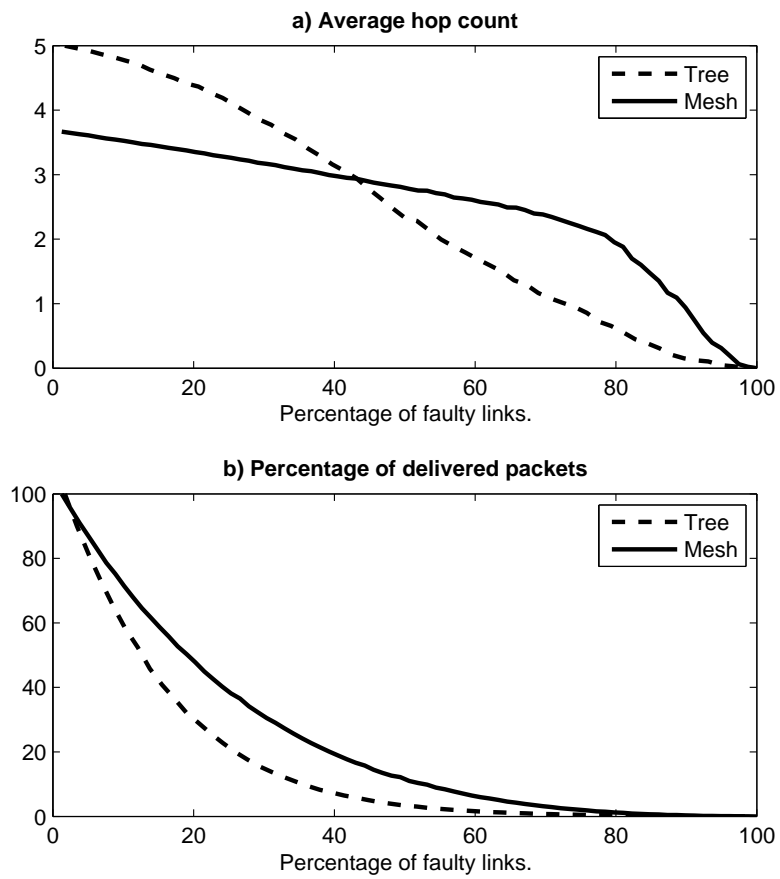 a) Average hop count
5
4
3
2
1
0
Tree
Mesh
0 20 40 60 80 100
Percentage of faulty links.
b) Percentage of delivered packets
100
80
60
40
20
0
Tree
Mesh
0 20 40 60 80 100
Percentage of faulty links.